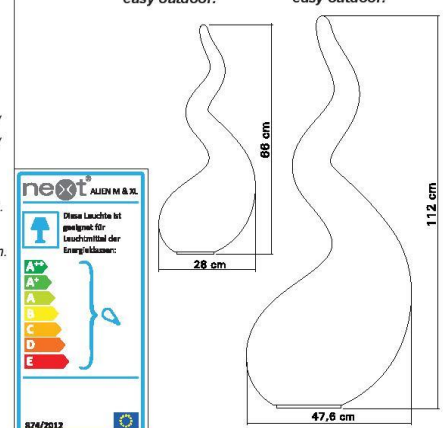 easy outdoor.
easy outdoor.
66 cm
28 cm
112 cm
47,6 cm
next® ALIEN M & XL
Diese Leuchte ist
geeignet für
Leuchtmittel der
Energieklassen:
A++
A+
A
B
C
D
E
874/2012